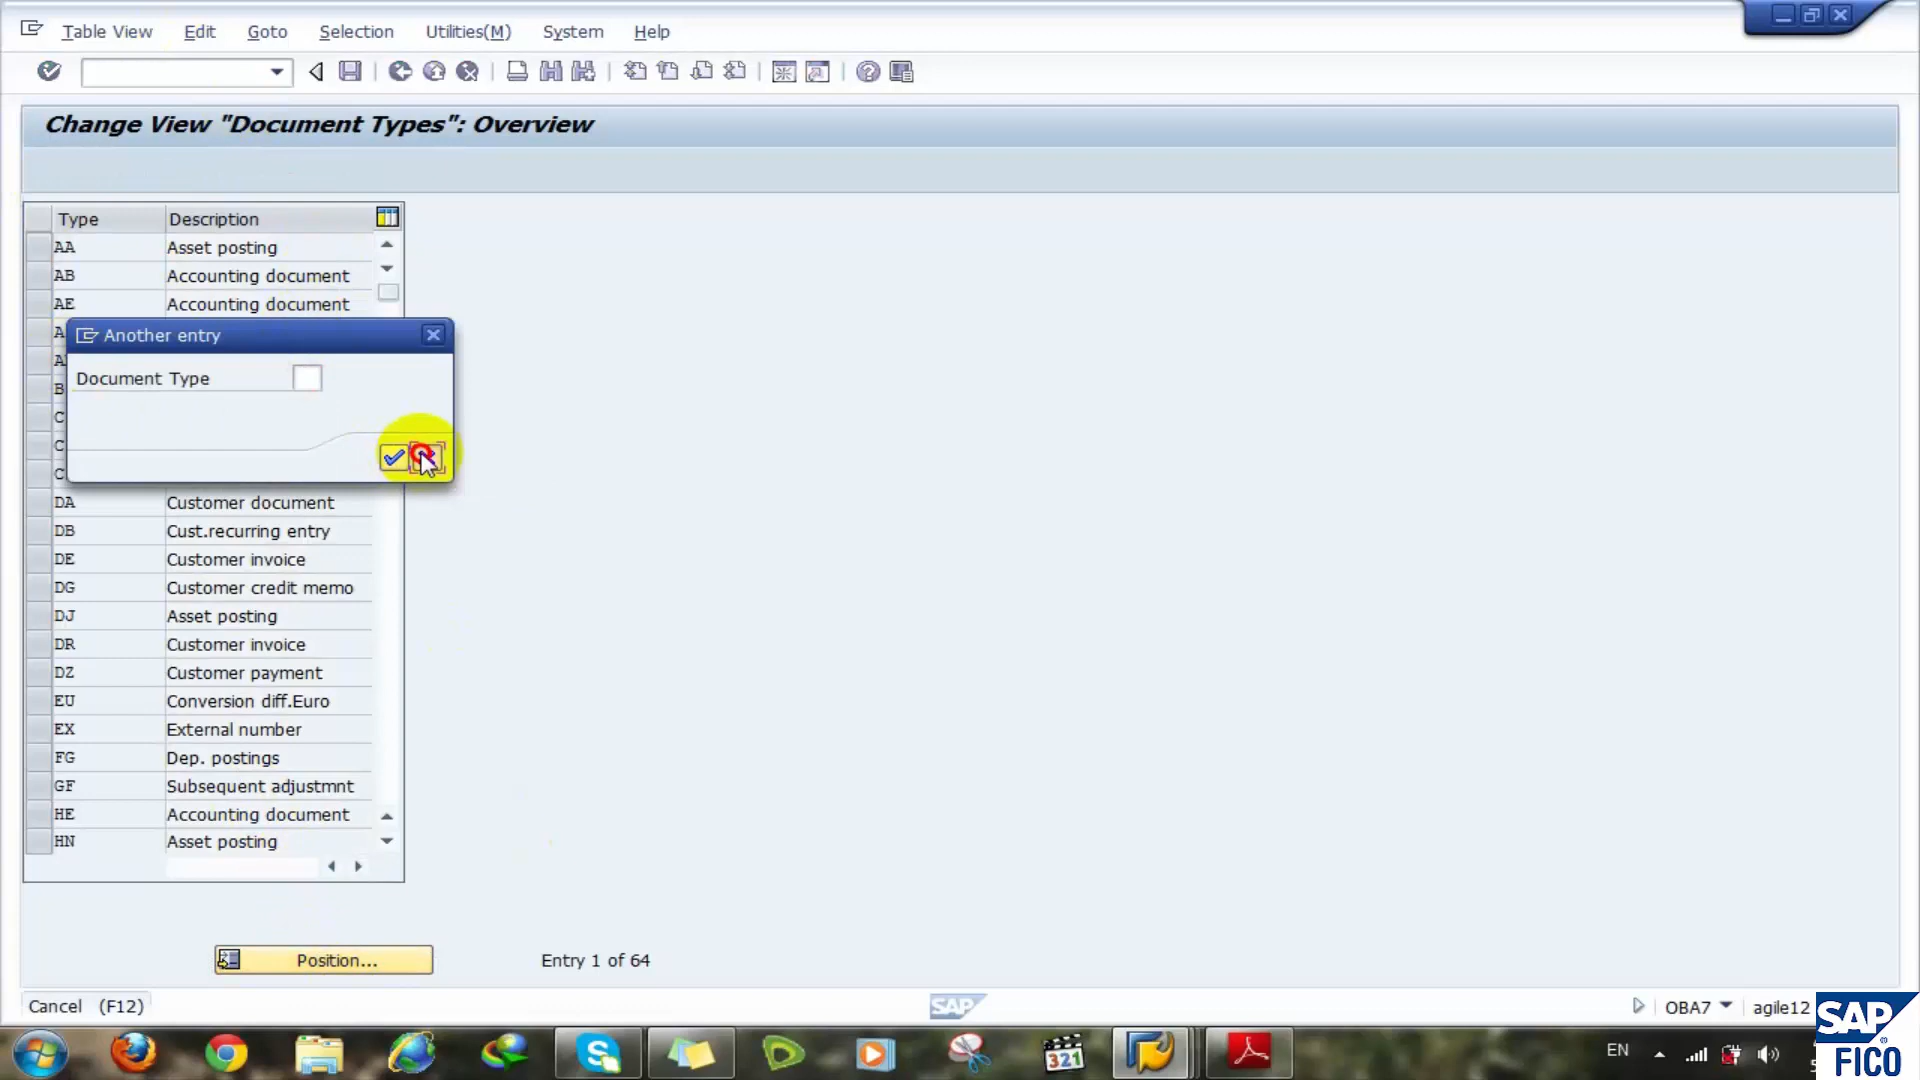 Table View Edit Goto Selection Utilities(M) System Help
Change View "Document Types": Overview
Type Description
AA Asset posting
AB Accounting document
AE Accounting document
A
A
B
C
C
C
Another entry
Document Type
DA Customer document
DB Cust.recurring entry
DE Customer invoice
DG Customer credit memo
DJ Asset posting
DR Customer invoice
DZ Customer payment
EU Conversion diff.Euro
EX External number
FG Dep. postings
GF Subsequent adjustmnt
HE Accounting document
HN Asset posting
Position... Entry 1 of 64
Cancel (F12) SAP OBA7 agile12
SAP
FICO
321
EN